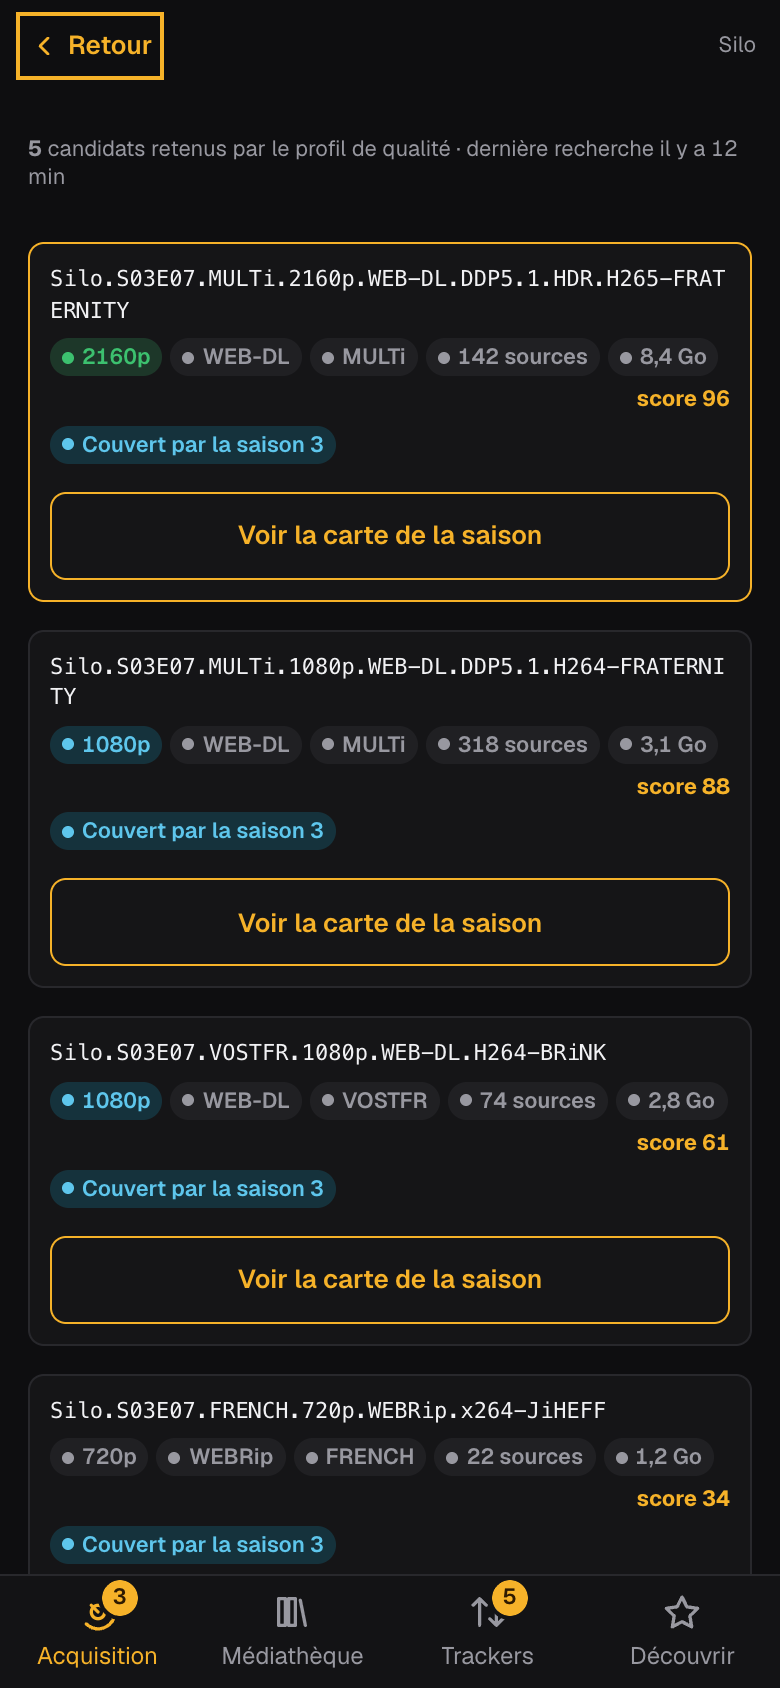 Retour
Silo
5 candidats retenus par le profil de qualité · dernière recherche il y a 12
min
Silo.S03E07.MULTi.2160p.WEB-DL.DDP5.1.HDR.H265-FRAT
ERNITY
2160p WEB-DL MULTi 142 sources 8,4 Go
score 96
Couvert par la saison 3
Voir la carte de la saison
Silo.S03E07.MULTi.1080p.WEB-DL.DDP5.1.H264-FRATERNI
TY
1080p WEB-DL MULTi 318 sources 3,1 Go
score 88
Couvert par la saison 3
Voir la carte de la saison
Silo.S03E07.VOSTFR.1080p.WEB-DL.H264-BRiNK
1080p WEB-DL VOSTFR 74 sources 2,8 Go
score 61
Couvert par la saison 3
Voir la carte de la saison
Silo.S03E07.FRENCH.720p.WEBRip.x264-JiHEFF
720p WEBRip FRENCH 22 sources 1,2 Go
score 34
Couvert par la saison 3
3 5
Acquisition Médiathèque Trackers Découvrir